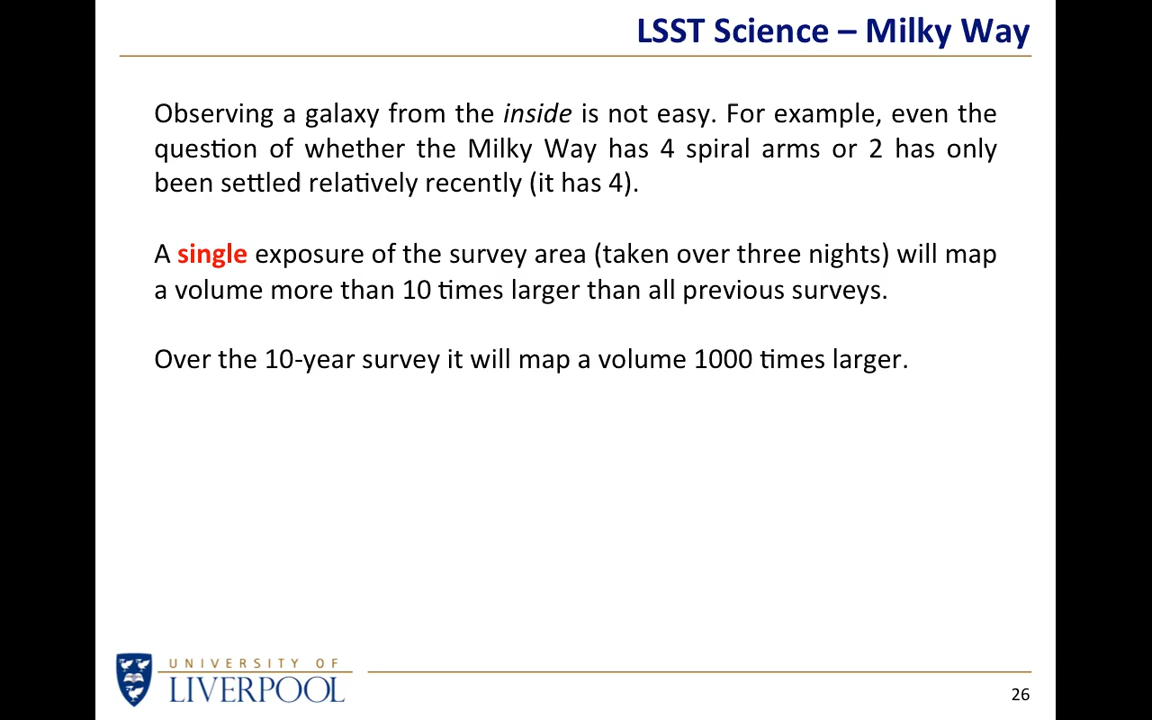 LSST Science – Milky Way
Observing a galaxy from the inside is not easy. For example, even the
question of whether the Milky Way has 4 spiral arms or 2 has only
been settled relatively recently (it has 4).
A single exposure of the survey area (taken over three nights) will map
a volume more than 10 times larger than all previous surveys.
Over the 10-year survey it will map a volume 1000 times larger.
UNIVERSITY OF
LIVERPOOL
26